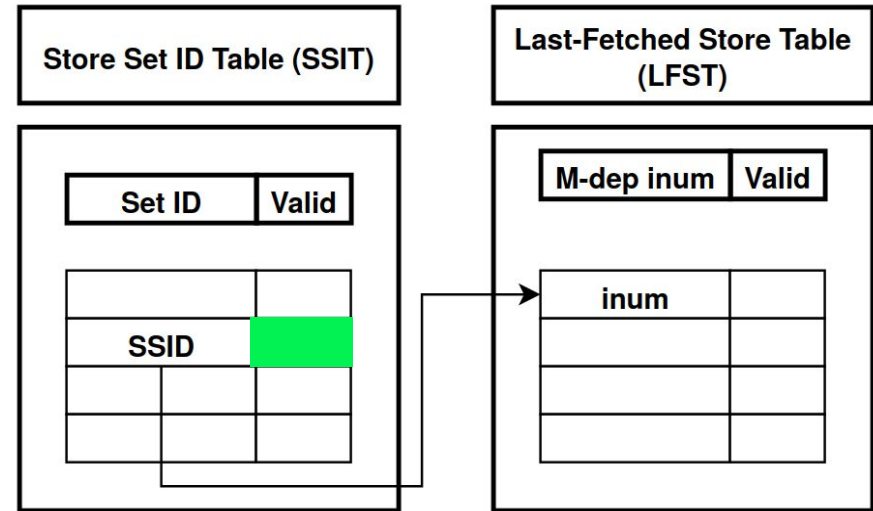 Store Set ID Table (SSIT)
Last-Fetched Store Table
(LFST)
Set ID Valid
M-dep inum Valid
SSID
inum